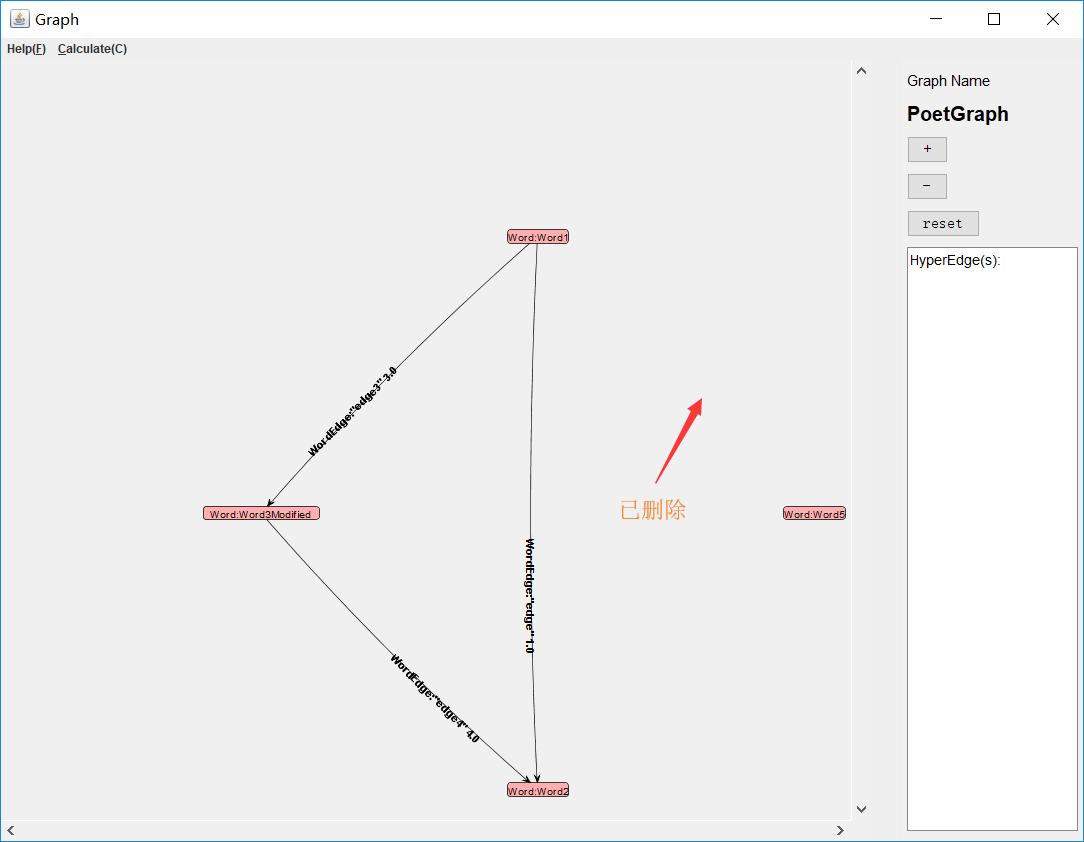 Graph
Help(F) Calculate(C)
Graph Name
PoetGraph
+
−
reset
HyperEdge(s):
Word:Word1
WordEdge:"edge3" 3.0
已删除
Word:Word3Modified
Word:Word5
WordEdge:"edge" 1.0
WordEdge:"edge4" 4.0
Word:Word2